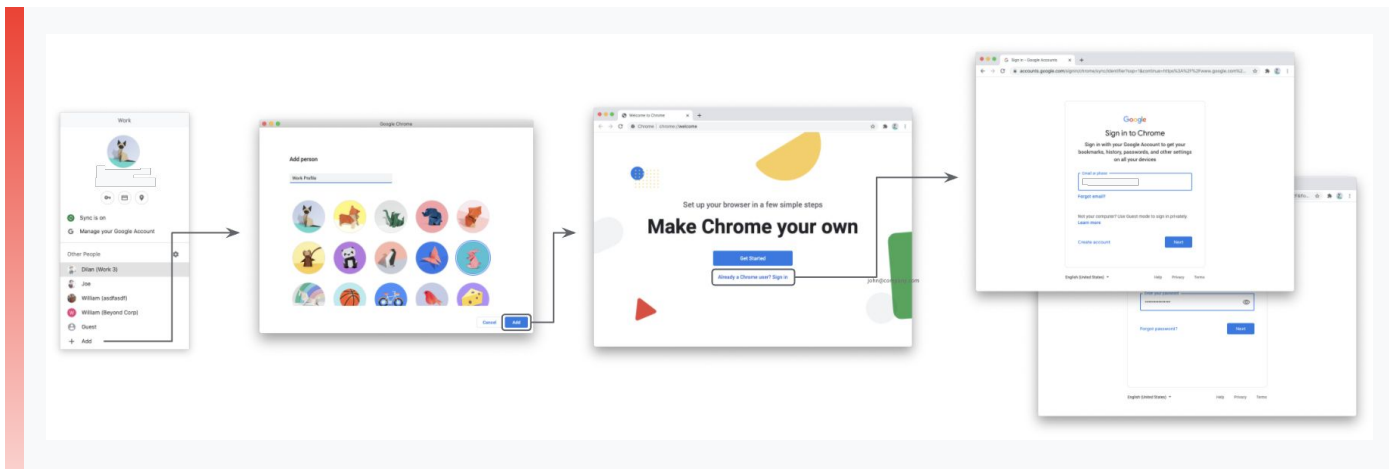 Work
Sync is on
Manage your Google Account
Other People
Dilan (Work 3)
Joe
William (asdfasdf)
William (Beyond Corp)
Guest
Add
Google Chrome
Add person
Work Profile
Cancel
Add
Welcome to Chrome
Chrome | chrome://welcome
Set up your browser in a few simple steps
Make Chrome your own
Get Started
Already a Chrome user? Sign in
john@company.com
Sign in - Google Accounts
Google
Sign in to Chrome
Sign in with your Google Account to get your
bookmarks, history, passwords, and other settings
on all your devices
Email or phone
Forgot email?
Not your computer? Use Guest mode to sign in privately.
Learn more
Create account
Next
English (United States)
Help
Privacy
Terms
Enter your password
Forgot password?
Next
English (United States)
Help
Privacy
Terms